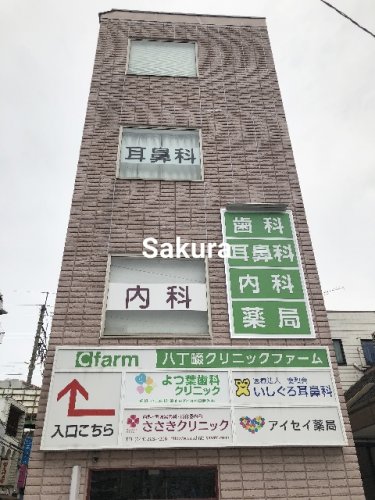 耳鼻科
Sakura
歯科
耳鼻科
内科
薬局
内科
farm
八丁畷クリニックファーム
入口こちら
よつ葉歯科
クリニック
いしぐろ耳鼻科
ささきクリニック
アイセイ薬局